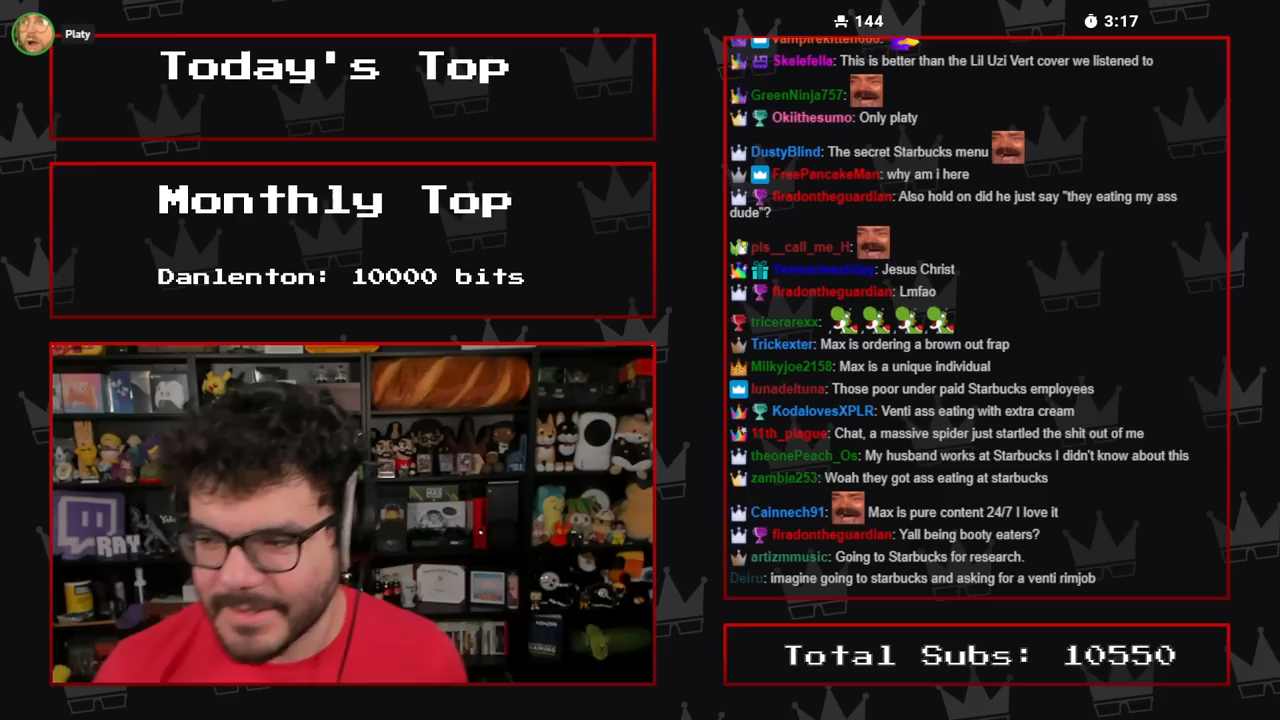 Platy
Today's Top
Monthly Top
Danlenton: 10000 bits
RAY
144
3:17
Skelefella: This is better than the Lil Uzi Vert cover we listened to
GreenNinja757:
Okiithesumo: Only platy
DustyBlind: The secret Starbucks menu
FreePancakeMan: why am i here
firadontheguardian: Also hold on did he just say "they eating my ass
dude"?
pls__call_me_H:
Jesus Christ
firadontheguardian: Lmfao
tricerarexx:
Trickexter: Max is ordering a brown out frap
Milkyjoe2158: Max is a unique individual
lunadeltuna: Those poor under paid Starbucks employees
KodalovesXPLR: Venti ass eating with extra cream
11th_plague: Chat, a massive spider just startled the shit out of me
theonePeach_Os: My husband works at Starbucks I didn't know about this
zambie253: Woah they got ass eating at starbucks
Cainnech91: Max is pure content 24/7 I love it
firadontheguardian: Yall being booty eaters?
artizmmusic: Going to Starbucks for research.
Deiru: imagine going to starbucks and asking for a venti rimjob
Total Subs: 10550